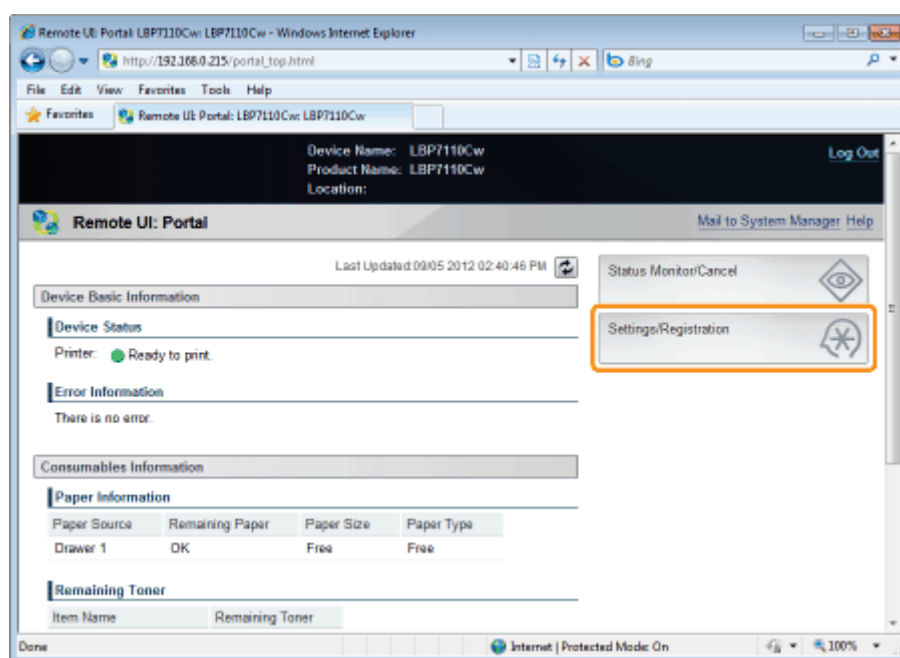 Remote UI: Portal: LBP7110Cw: LBP7110Cw - Windows Internet Explorer
http://192.168.0.215/portal_top.html
Bing
File Edit View Favorites Tools Help
Favorites Remote UI: Portal: LBP7110Cw: LBP7110Cw
Device Name: LBP7110Cw
Product Name: LBP7110Cw
Location:
Log Out
Remote UI: Portal
Mail to System Manager Help
Last Updated:09/05 2012 02:40:46 PM
Status Monitor/Cancel
Device Basic Information
Settings/Registration
Device Status
Printer: Ready to print.
Error Information
There is no error.
Consumables Information
Paper Information
Paper Source Remaining Paper Paper Size Paper Type
Drawer 1 OK Free Free
Remaining Toner
Item Name Remaining Toner
Done Internet | Protected Mode: On 100%